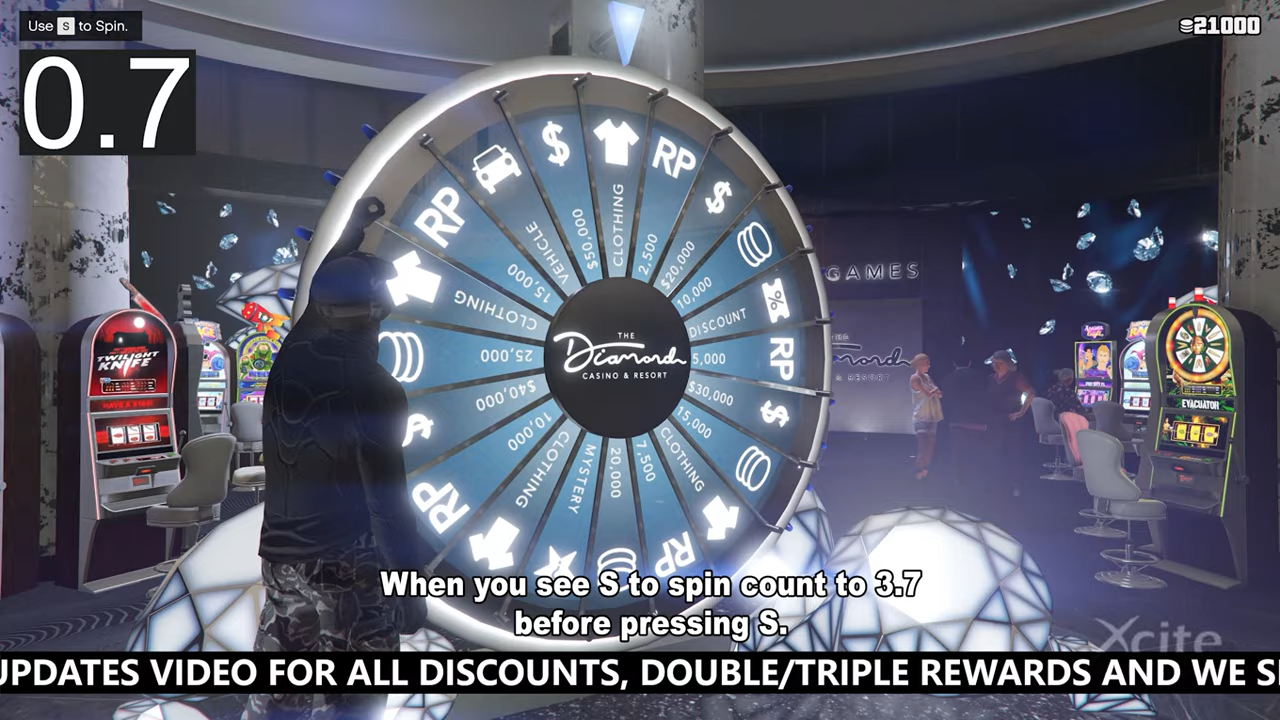 Use S to Spin.
21000
0.7
$ RP
RP $
VEHICLE $50,000 CLOTHING 2,500 $20,000
15,000 10,000
CLOTHING DISCOUNT
25,000 5,000
$40,000 $30,000
10,000 15,000
CLOTHING MYSTERY 20,000 7,500 CLOTHING
RP $
RP RP
THE
Diamond
CASINO & RESORT
GAMES
TWILIGHT
KNIFE
EVACUATOR
When you see S to spin count to 3.7
before pressing S.
Xcite
UPDATES VIDEO FOR ALL DISCOUNTS, DOUBLE/TRIPLE REWARDS AND WE S